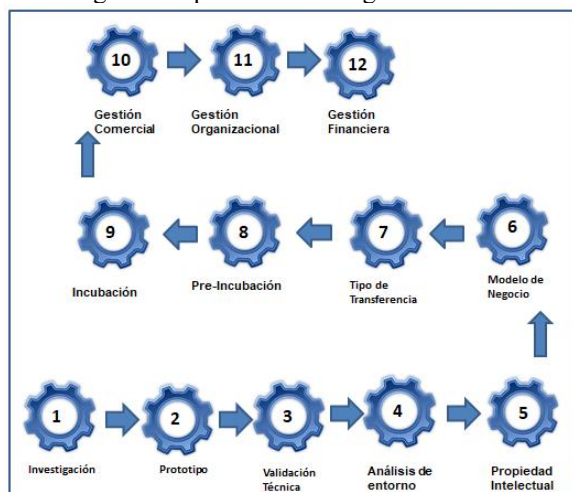 10
11
12
Gestión
Comercial
Gestión
Organizacional
Gestión
Financiera
9
8
7
6
Incubación
Pre-Incubación
Tipo de
Transferencia
Modelo de
Negocio
1
2
3
4
5
Investigación
Prototipo
Validación
Técnica
Análisis de
entorno
Propiedad
Intelectual